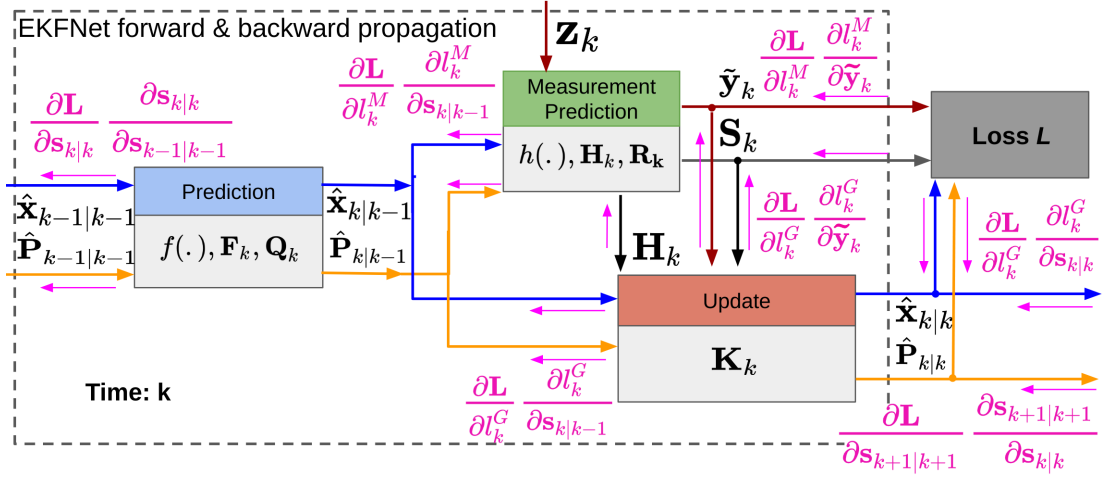 EKFNet forward & backward propagation
𝐳_k
∂𝐋/∂l_k^M ∂l_k^M/∂𝐬_{k|k−1}
∂𝐋/∂l_k^M ∂l_k^M/∂𝐲̃_k
∂𝐋/∂𝐬_{k|k} ∂𝐬_{k|k}/∂𝐬_{k−1|k−1}
Measurement
Prediction
h(.), 𝐇_k, 𝐑_𝐤
𝐲̃_k
𝐒_k
Loss L
Prediction
f(.), 𝐅_k, 𝐐_k
𝐱̂_{k−1|k−1}
𝐏̂_{k−1|k−1}
𝐱̂_{k|k−1}
𝐏̂_{k|k−1}
𝐇_k
∂𝐋/∂l_k^G ∂l_k^G/∂𝐲̃_k
∂𝐋/∂l_k^G ∂l_k^G/∂𝐬_{k|k}
Update
𝐊_k
𝐱̂_{k|k}
𝐏̂_{k|k}
Time: k
∂𝐋/∂l_k^G ∂l_k^G/∂𝐬_{k|k−1}
∂𝐋/∂𝐬_{k+1|k+1} ∂𝐬_{k+1|k+1}/∂𝐬_{k|k}